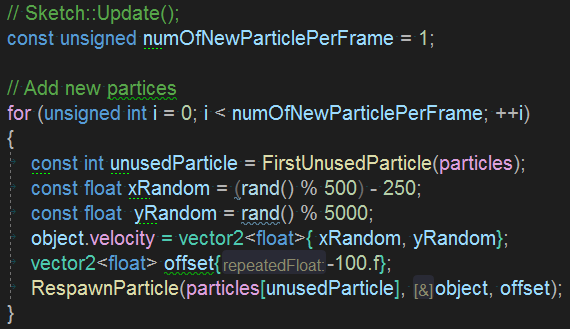 // Sketch::Update();
const unsigned numOfNewParticlePerFrame = 1;
// Add new partices
for (unsigned int i = 0; i < numOfNewParticlePerFrame; ++i)
{
const int unusedParticle = FirstUnusedParticle(particles);
const float xRandom = (rand() % 500) - 250;
const float yRandom = rand() % 5000;
object.velocity = vector2<float>{ xRandom, yRandom};
vector2<float> offset{repeatedFloat:-100.f};
RespawnParticle(particles[unusedParticle], [&]object, offset);
}